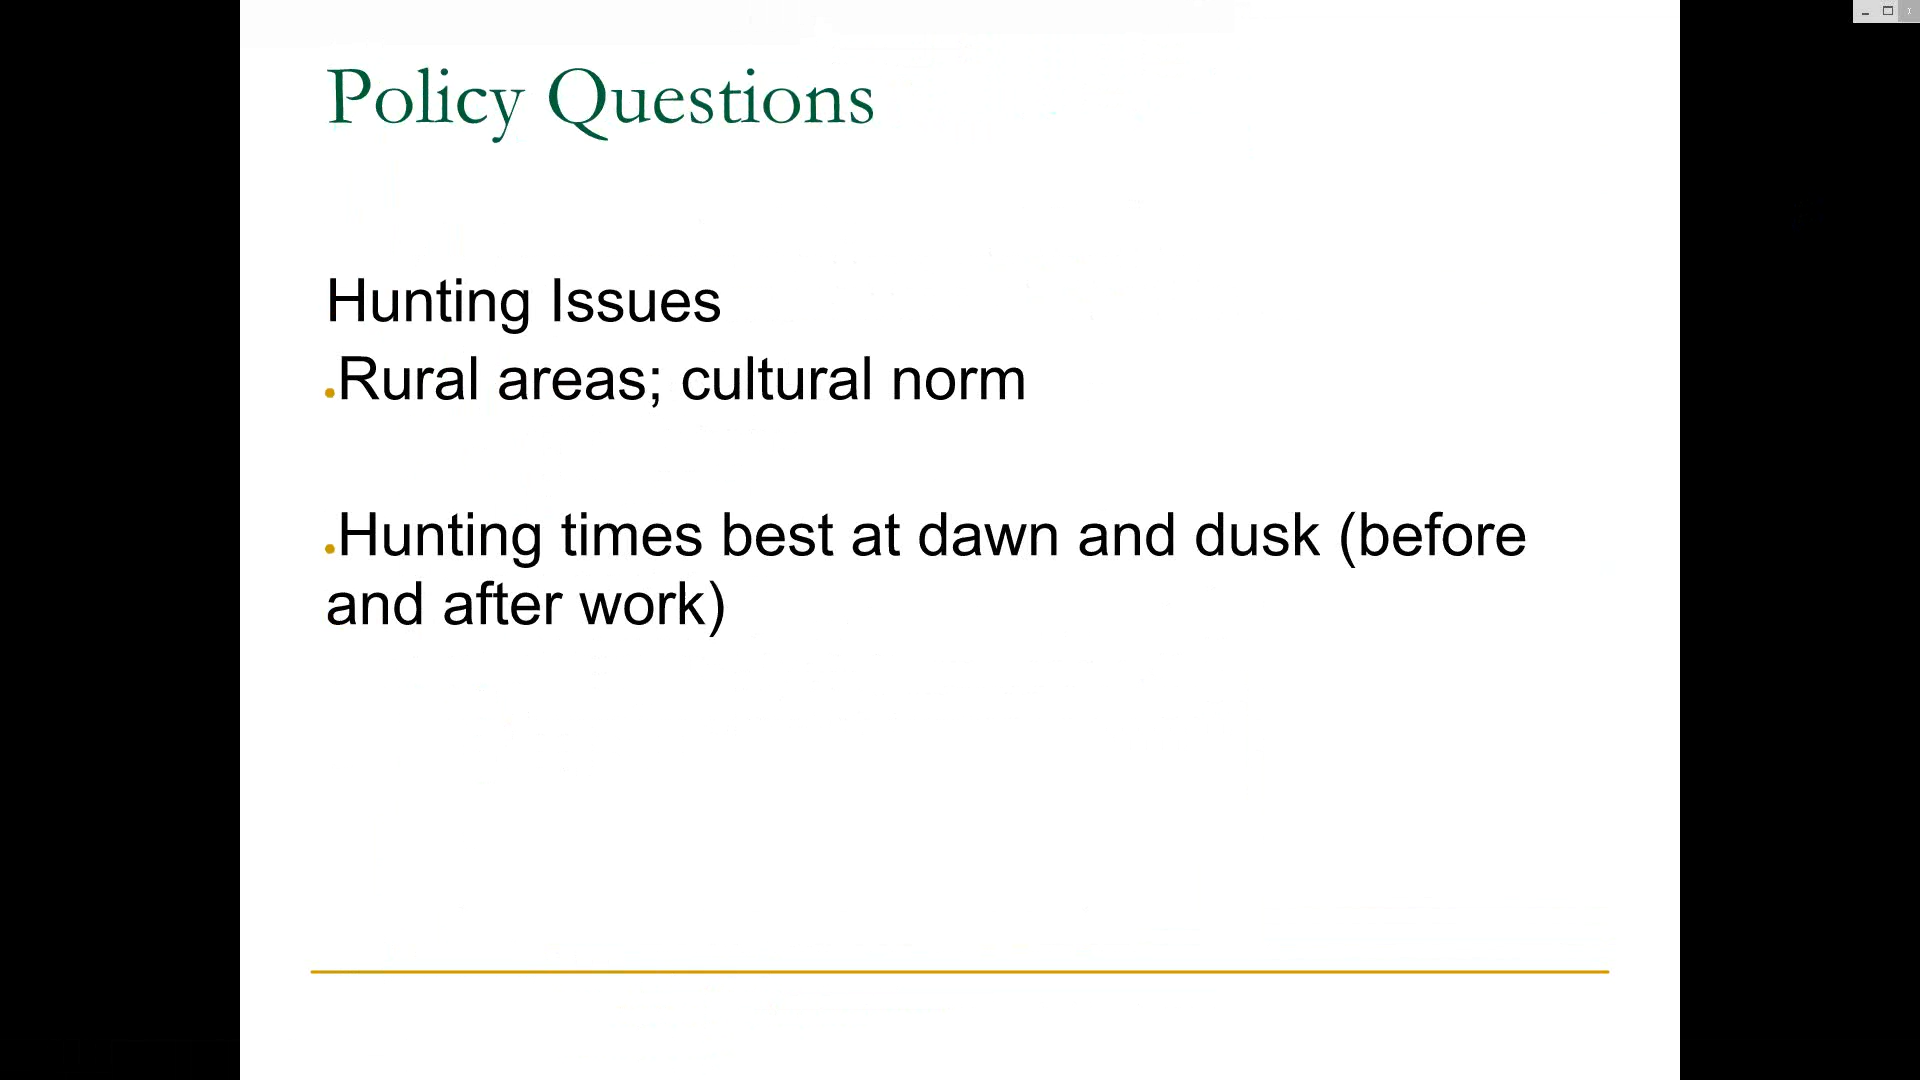 Policy Questions
Hunting Issues
•Rural areas; cultural norm
•Hunting times best at dawn and dusk (before
and after work)